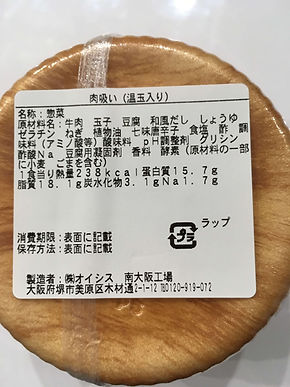 肉吸い（温玉入り）
名称：惣菜
原材料名：牛肉　玉子　豆腐　和風だし　しょうゆ
ゼラチン　ねぎ　植物油　七味唐辛子　食塩　酢　調
味料（アミノ酸等）酸味料　pH調整剤　グリシン
酢酸Na　豆腐用凝固剤　香料　酵素（原材料の一部
に小麦　ごまを含む）
1食当り熱量238kcal蛋白質15．7g
脂質18．1g炭水化物3．1gNa1．7g
プラ
ラップ
消費期限：表面に記載
保存方法：表面に記載
製造者：㈱オイシス　南大阪工場
大阪府堺市美原区木材通2-1-12 ℡0120-919-072